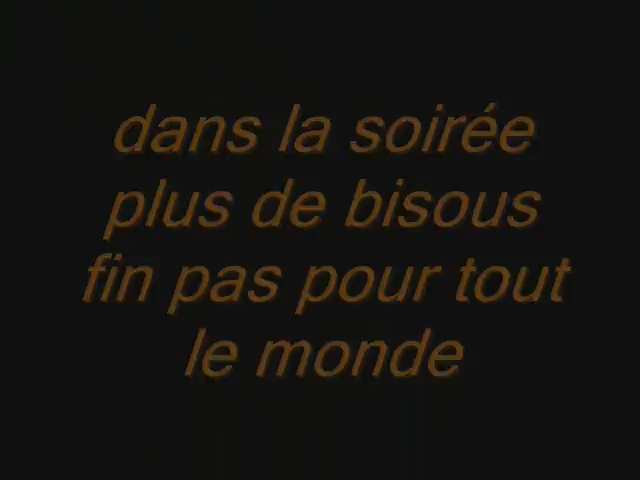 dans la soirée
plus de bisous
fin pas pour tout
le monde